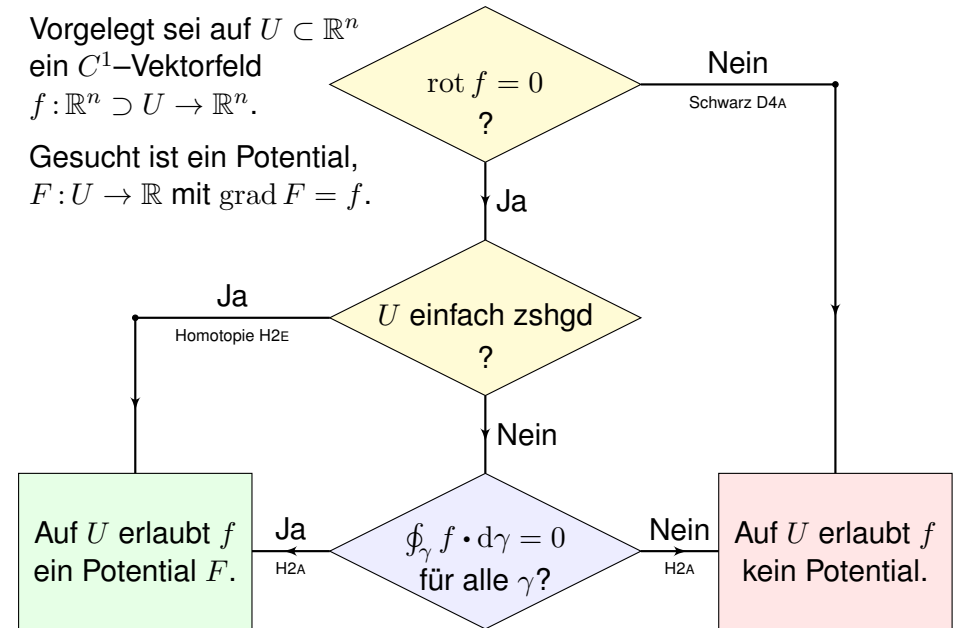 Vorgelegt sei auf U ⊂ ℝⁿ
ein C¹–Vektorfeld
f : ℝⁿ ⊃ U → ℝⁿ.
Gesucht ist ein Potential,
F : U → ℝ mit grad F = f.
rot f = 0
?
Nein
Schwarz D4A
Ja
U einfach zshgd
?
Ja
Homotopie H2E
Nein
∮γ f • dγ = 0
für alle γ?
Ja
H2A
Nein
H2A
Auf U erlaubt f
ein Potential F.
Auf U erlaubt f
kein Potential.